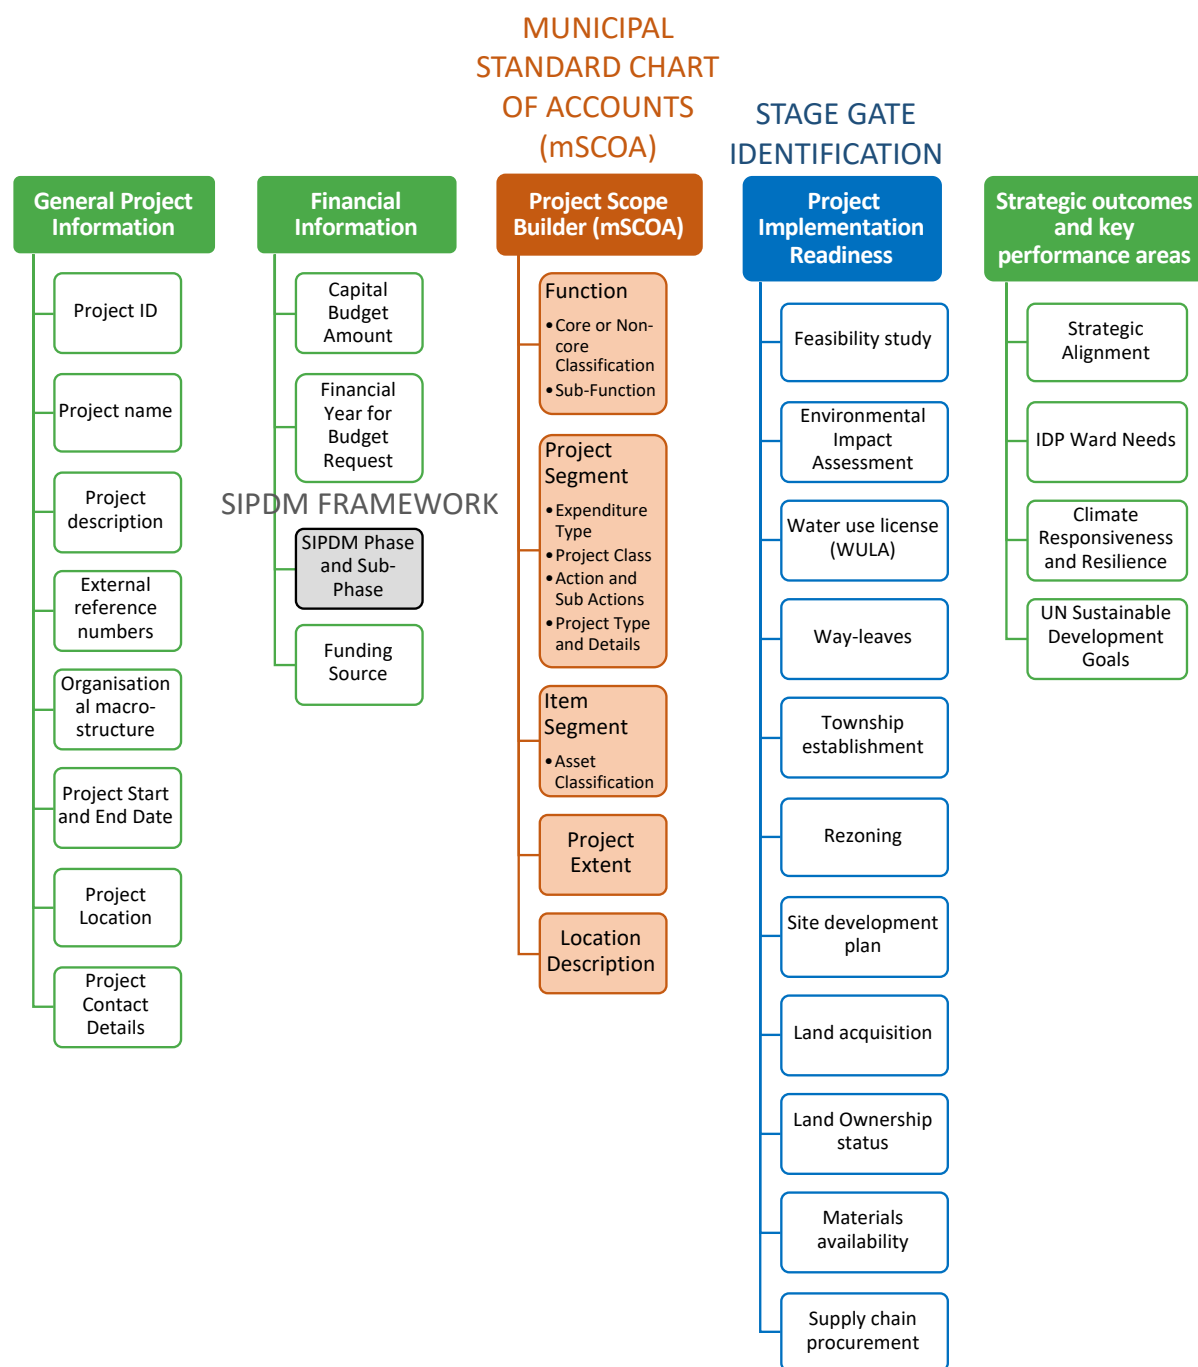 MUNICIPAL
STANDARD CHART
OF ACCOUNTS
(mSCOA)
STAGE GATE
IDENTIFICATION
General Project
Information
Project ID
Project name
Project
description
External
reference
numbers
Organisation
al macro-
structure
Project Start
and End Date
Project
Location
Project
Contact
Details
Financial
Information
Capital
Budget
Amount
Financial
Year for
Budget
Request
SIPDM FRAMEWORK
SIPDM Phase
and Sub-
Phase
Funding
Source
Project Scope
Builder (mSCOA)
Function
• Core or Non-
core
Classification
• Sub-Function
Project
Segment
• Expenditure
Type
• Project Class
• Action and
Sub Actions
• Project Type
and Details
Item
Segment
• Asset
Classification
Project
Extent
Location
Description
Project
Implementation
Readiness
Feasibility study
Environmental
Impact
Assessment
Water use license
(WULA)
Way-leaves
Township
establishment
Rezoning
Site development
plan
Land acquisition
Land Ownership
status
Materials
availability
Supply chain
procurement
Strategic outcomes
and key
performance areas
Strategic
Alignment
IDP Ward Needs
Climate
Responsiveness
and Resilience
UN Sustainable
Development
Goals